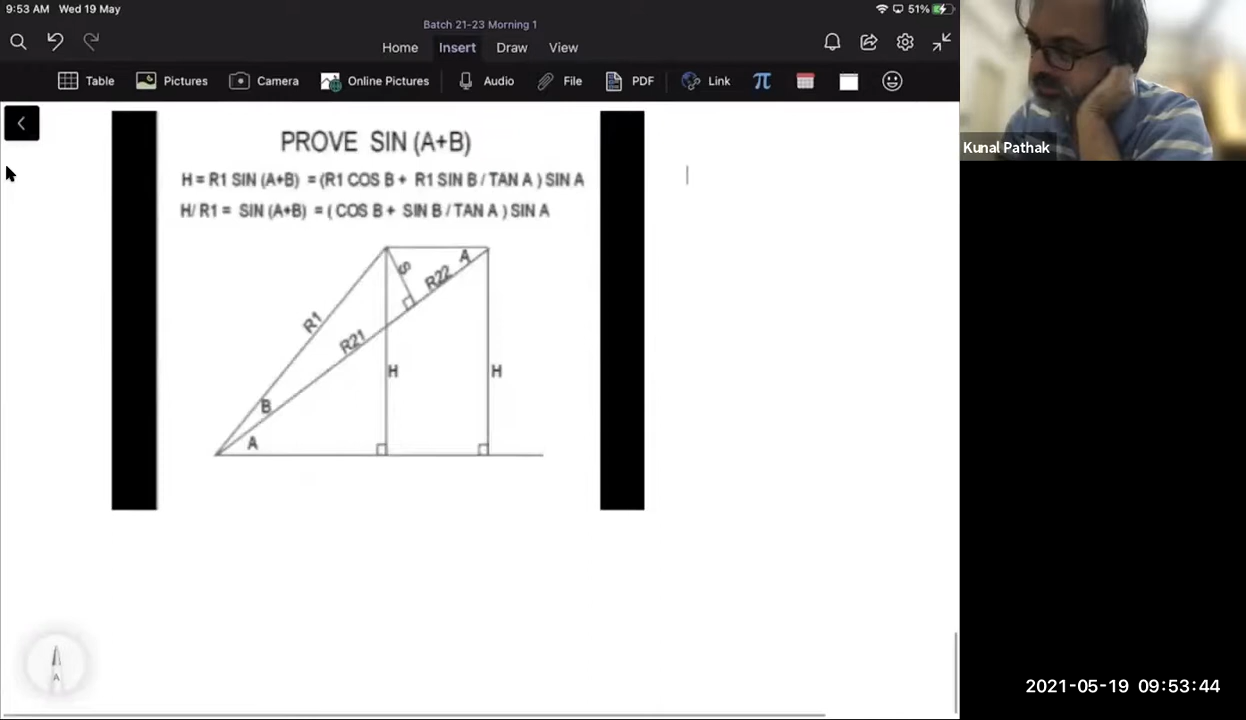 9:53 AM Wed 19 May
51%
Batch 21-23 Morning 1
Home Insert Draw View
Table Pictures Camera Online Pictures Audio File PDF Link π
PROVE SIN (A+B)
H = R1 SIN (A+B) = (R1 COS B + R1 SIN B / TAN A ) SIN A
H/ R1 = SIN (A+B) = ( COS B + SIN B / TAN A ) SIN A
A
S
R22
R1
R21
H
H
B
A
A
Kunal Pathak
2021-05-19 09:53:44